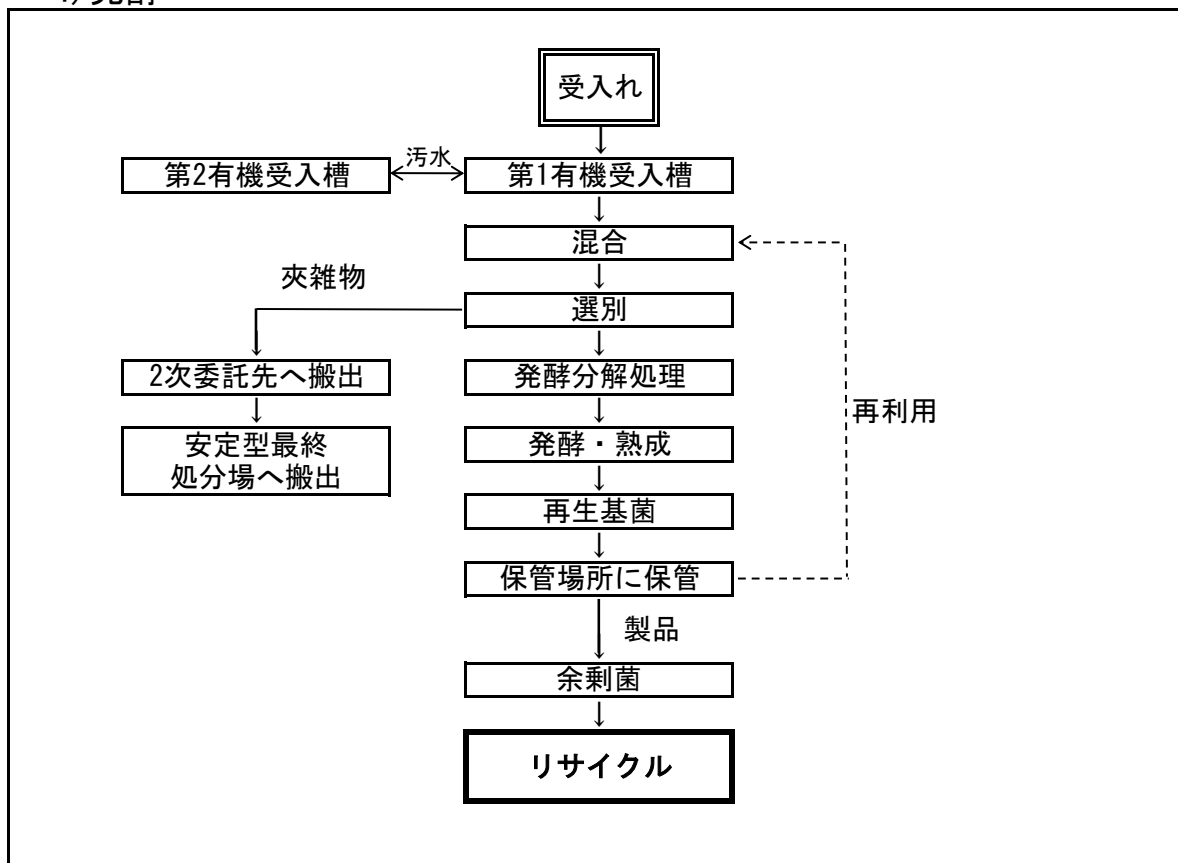 受入れ
汚水
第2有機受入槽
第1有機受入槽
混合
夾雑物
選別
2次委託先へ搬出
発酵分解処理
再利用
安定型最終
処分場へ搬出
発酵・熟成
再生基菌
保管場所に保管
製品
余剰菌
リサイクル